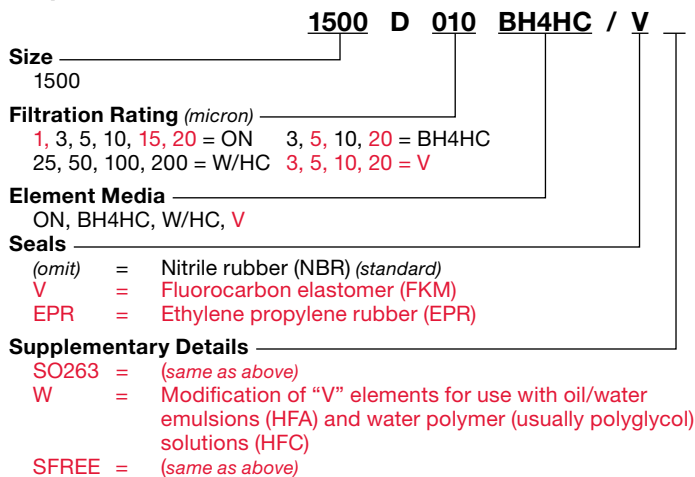 1500 D 010 BH4HC / V
Size
1500
Filtration Rating (micron)
1, 3, 5, 10, 15, 20 = ON 3, 5, 10, 20 = BH4HC
25, 50, 100, 200 = W/HC 3, 5, 10, 20 = V
Element Media
ON, BH4HC, W/HC, V
Seals
(omit) = Nitrile rubber (NBR) (standard)
V = Fluorocarbon elastomer (FKM)
EPR = Ethylene propylene rubber (EPR)
Supplementary Details
SO263 = (same as above)
W = Modification of “V” elements for use with oil/water
emulsions (HFA) and water polymer (usually polyglycol)
solutions (HFC)
SFREE = (same as above)